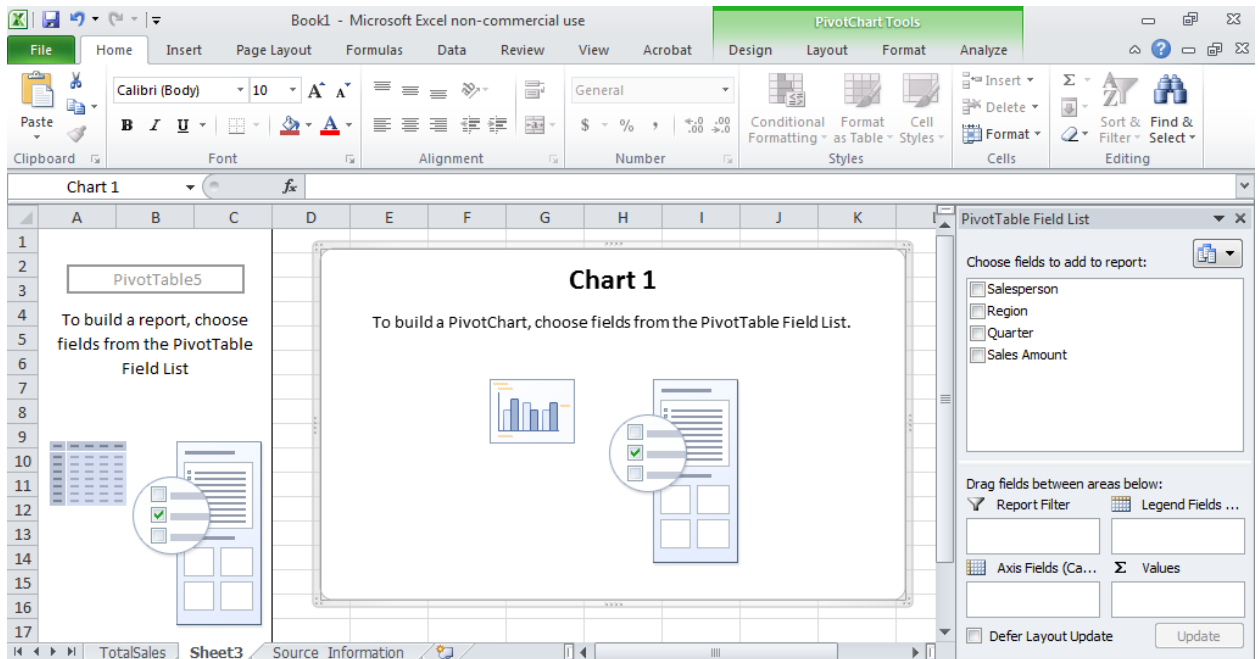 Book1 - Microsoft Excel non-commercial use
PivotChart Tools
File Home Insert Page Layout Formulas Data Review View Acrobat Design Layout Format Analyze
Calibri (Body) 10 A A General Σ Insert
Paste B I U A $ % , .00 .0 Conditional Formatting Format as Table Cell Styles Delete Format Sort & Filter Find & Select
Clipboard Font Alignment Number Styles Cells Editing
Chart 1 fx
A B C D E F G H I J K L
PivotTable Field List
1
2
3
4
5
6
7
8
9
10
11
12
13
14
15
16
17
PivotTable5
To build a report, choose
fields from the PivotTable
Field List
Chart 1
To build a PivotChart, choose fields from the PivotTable Field List.
Choose fields to add to report:
Salesperson
Region
Quarter
Sales Amount
Drag fields between areas below:
Report Filter Legend Fields ...
Axis Fields (Ca... Σ Values
Defer Layout Update Update
TotalSales Sheet3 Source Information